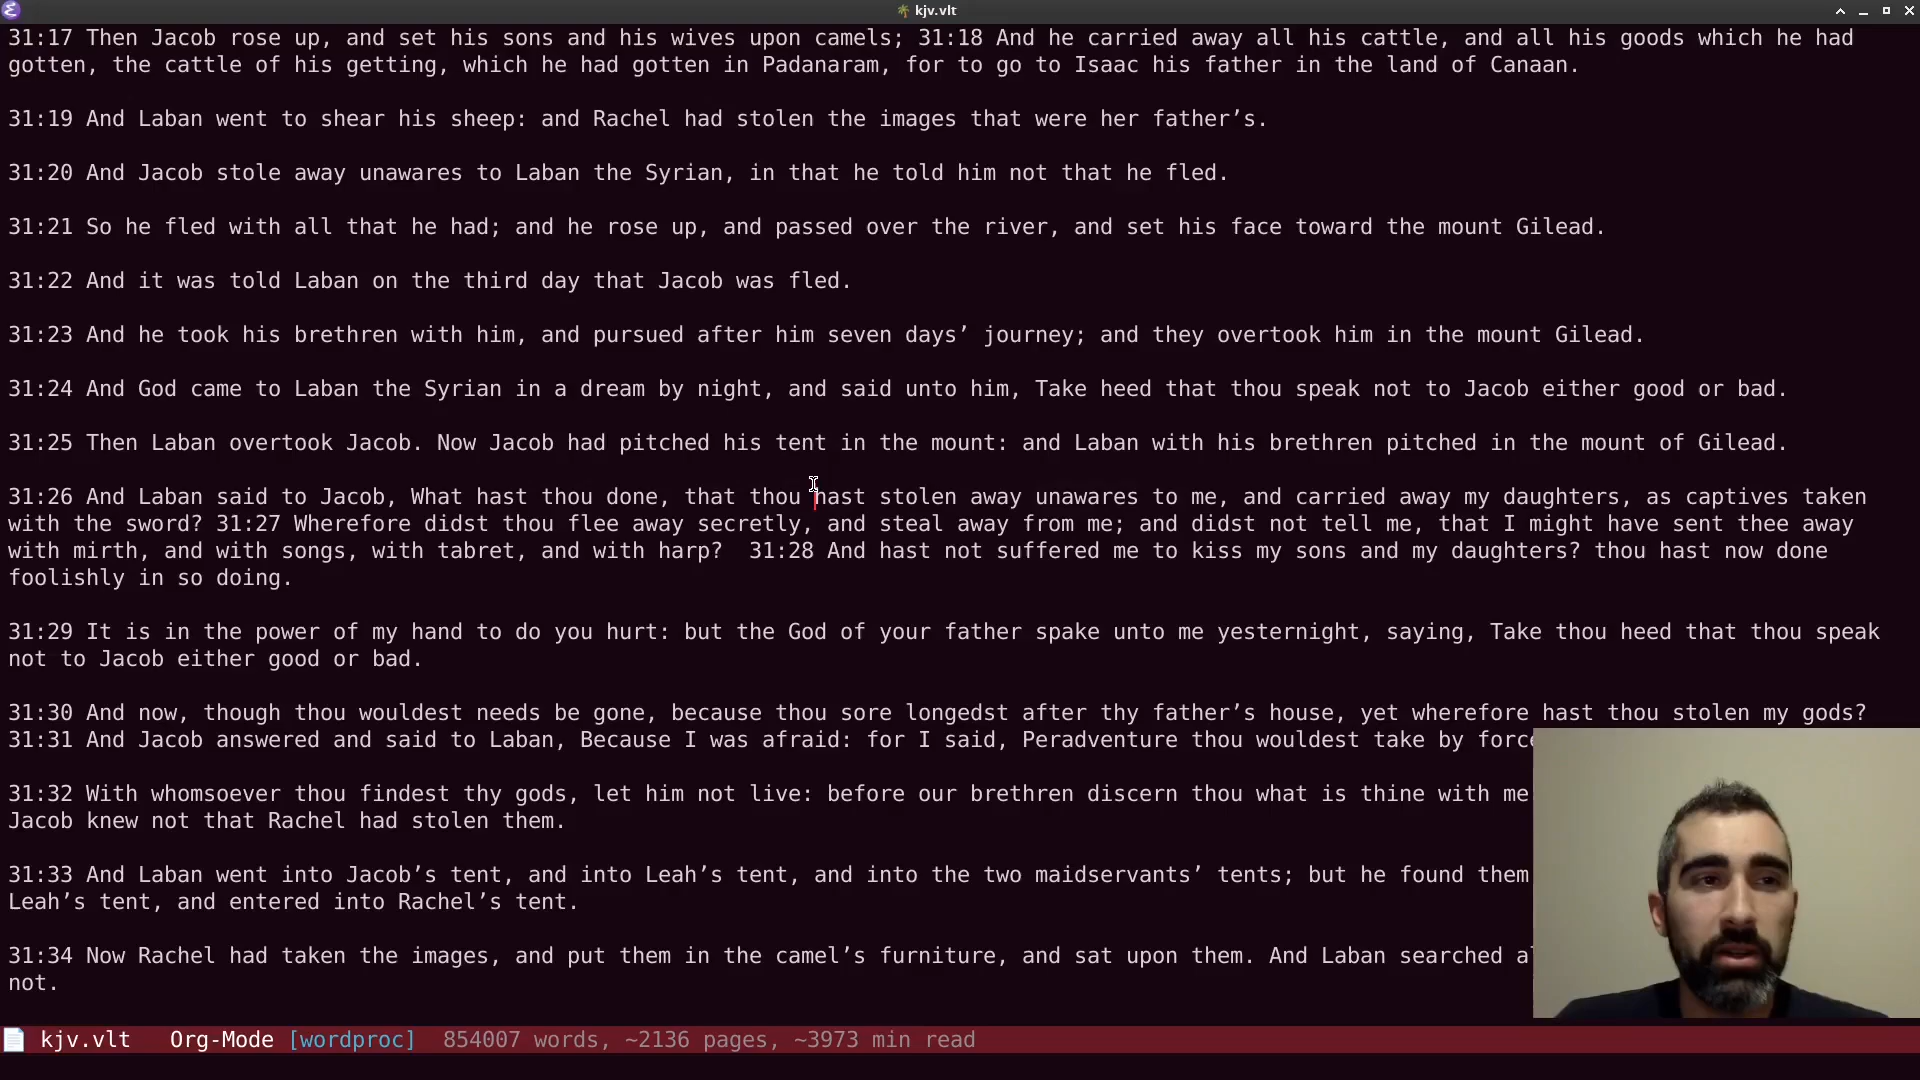 kjv.vlt
31:17 Then Jacob rose up, and set his sons and his wives upon camels; 31:18 And he carried away all his cattle, and all his goods which he had
gotten, the cattle of his getting, which he had gotten in Padanaram, for to go to Isaac his father in the land of Canaan.
31:19 And Laban went to shear his sheep: and Rachel had stolen the images that were her father’s.
31:20 And Jacob stole away unawares to Laban the Syrian, in that he told him not that he fled.
31:21 So he fled with all that he had; and he rose up, and passed over the river, and set his face toward the mount Gilead.
31:22 And it was told Laban on the third day that Jacob was fled.
31:23 And he took his brethren with him, and pursued after him seven days’ journey; and they overtook him in the mount Gilead.
31:24 And God came to Laban the Syrian in a dream by night, and said unto him, Take heed that thou speak not to Jacob either good or bad.
31:25 Then Laban overtook Jacob. Now Jacob had pitched his tent in the mount: and Laban with his brethren pitched in the mount of Gilead.
31:26 And Laban said to Jacob, What hast thou done, that thou hast stolen away unawares to me, and carried away my daughters, as captives taken
with the sword? 31:27 Wherefore didst thou flee away secretly, and steal away from me; and didst not tell me, that I might have sent thee away
with mirth, and with songs, with tabret, and with harp?  31:28 And hast not suffered me to kiss my sons and my daughters? thou hast now done
foolishly in so doing.
31:29 It is in the power of my hand to do you hurt: but the God of your father spake unto me yesternight, saying, Take thou heed that thou speak
not to Jacob either good or bad.
31:30 And now, though thou wouldest needs be gone, because thou sore longedst after thy father’s house, yet wherefore hast thou stolen my gods?
31:31 And Jacob answered and said to Laban, Because I was afraid: for I said, Peradventure thou wouldest take by force
31:32 With whomsoever thou findest thy gods, let him not live: before our brethren discern thou what is thine with me
Jacob knew not that Rachel had stolen them.
31:33 And Laban went into Jacob’s tent, and into Leah’s tent, and into the two maidservants’ tents; but he found them
Leah’s tent, and entered into Rachel’s tent.
31:34 Now Rachel had taken the images, and put them in the camel’s furniture, and sat upon them. And Laban searched
not.
kjv.vlt Org-Mode [wordproc] 854007 words, ~2136 pages, ~3973 min read